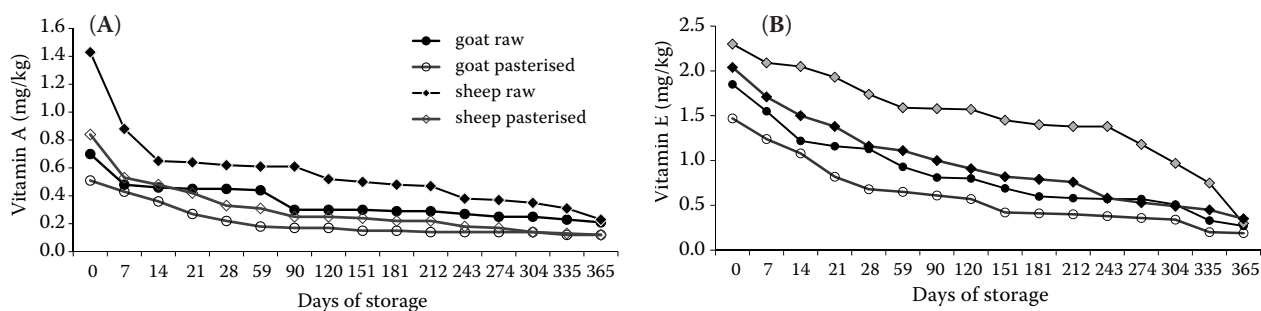 (A)
Vitamin A (mg/kg)
1.6
1.4
1.2
1.0
0.8
0.6
0.4
0.2
0.0
goat raw
goat pasterised
sheep raw
sheep pasterised
0 7 14 21 28 59 90 120 151 181 212 243 274 304 335 365
Days of storage
(B)
Vitamin E (mg/kg)
2.5
2.0
1.5
1.0
0.5
0.0
0 7 14 21 28 59 90 120 151 181 212 243 274 304 335 365
Days of storage